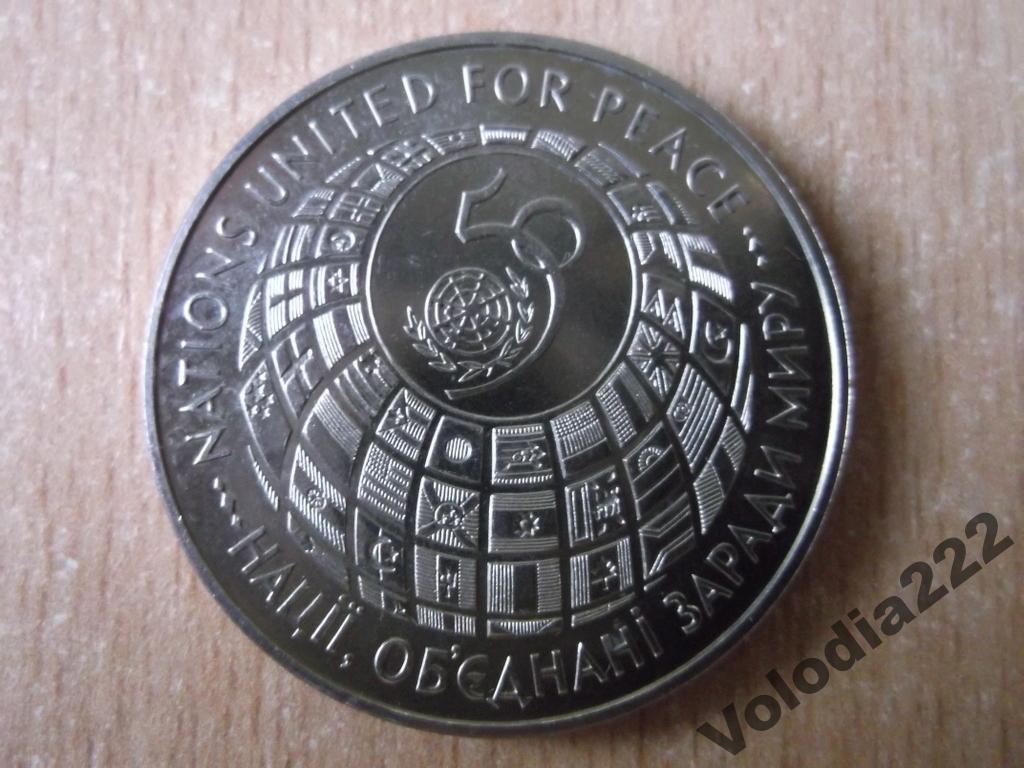 NATIONS UNITED FOR PEACE
50
НАЦІЇ, ОБ'ЄДНАНІ ЗАРАДИ МИРУ
Volodia222